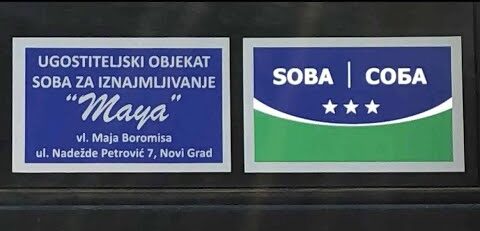 UGOSTITELJSKI OBJEKAT
SOBA ZA IZNAJMLJIVANJE
"Maya"
vl. Maja Boromisa
ul. Nadežde Petrović 7, Novi Grad
SOBA | СОБА